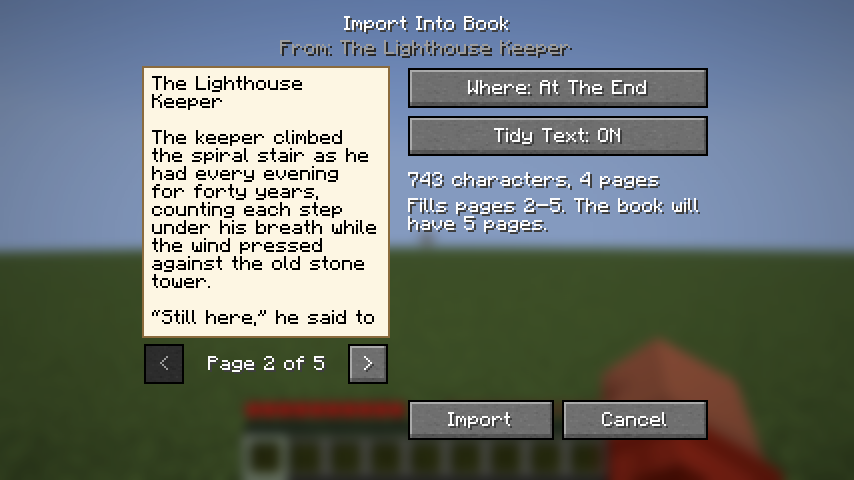 Import Into Book
From: The Lighthouse Keeper
The Lighthouse
Keeper
The keeper climbed
the spiral stair as he
had every evening
for forty years,
counting each step
under his breath while
the wind pressed
against the old stone
tower.
“Still here,” he said to
< Page 2 of 5 >
Where: At The End
Tidy Text: ON
743 characters, 4 pages
Fills pages 2–5. The book will
have 5 pages.
Import
Cancel